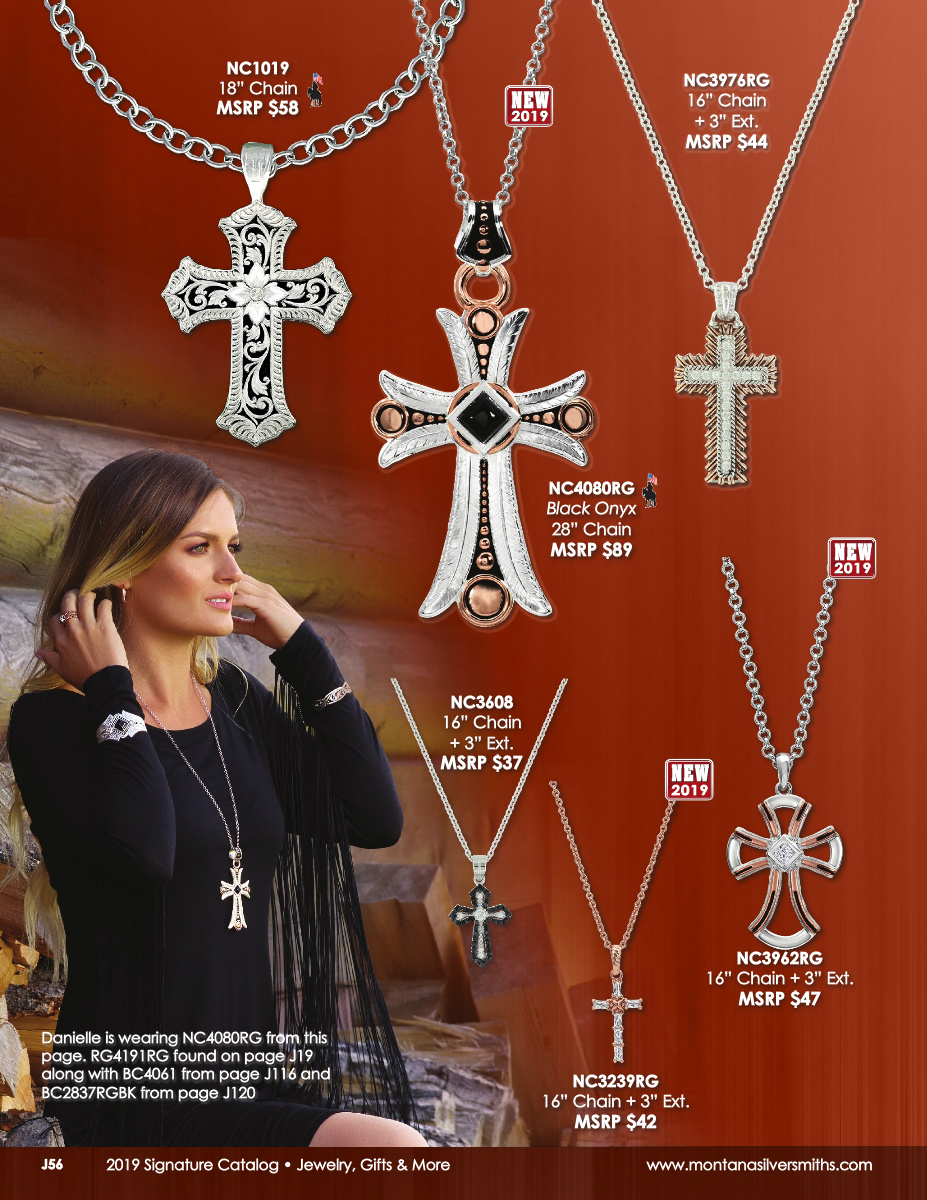 NC1019
18” Chain
MSRP $58
NEW
2019
NC3976RG
16” Chain
+ 3” Ext.
MSRP $44
NC4080RG
Black Onyx
28” Chain
MSRP $89
NEW
2019
NC3608
16” Chain
+ 3” Ext.
MSRP $37
NEW
2019
NC3962RG
16” Chain + 3” Ext.
MSRP $47
NC3239RG
16” Chain + 3” Ext.
MSRP $42
Danielle is wearing NC4080RG from this
page. RG4191RG found on page J19
along with BC4061 from page J116 and
BC2837RGBK from page J120
J56 2019 Signature Catalog • Jewelry, Gifts & More www.montanasilversmiths.com